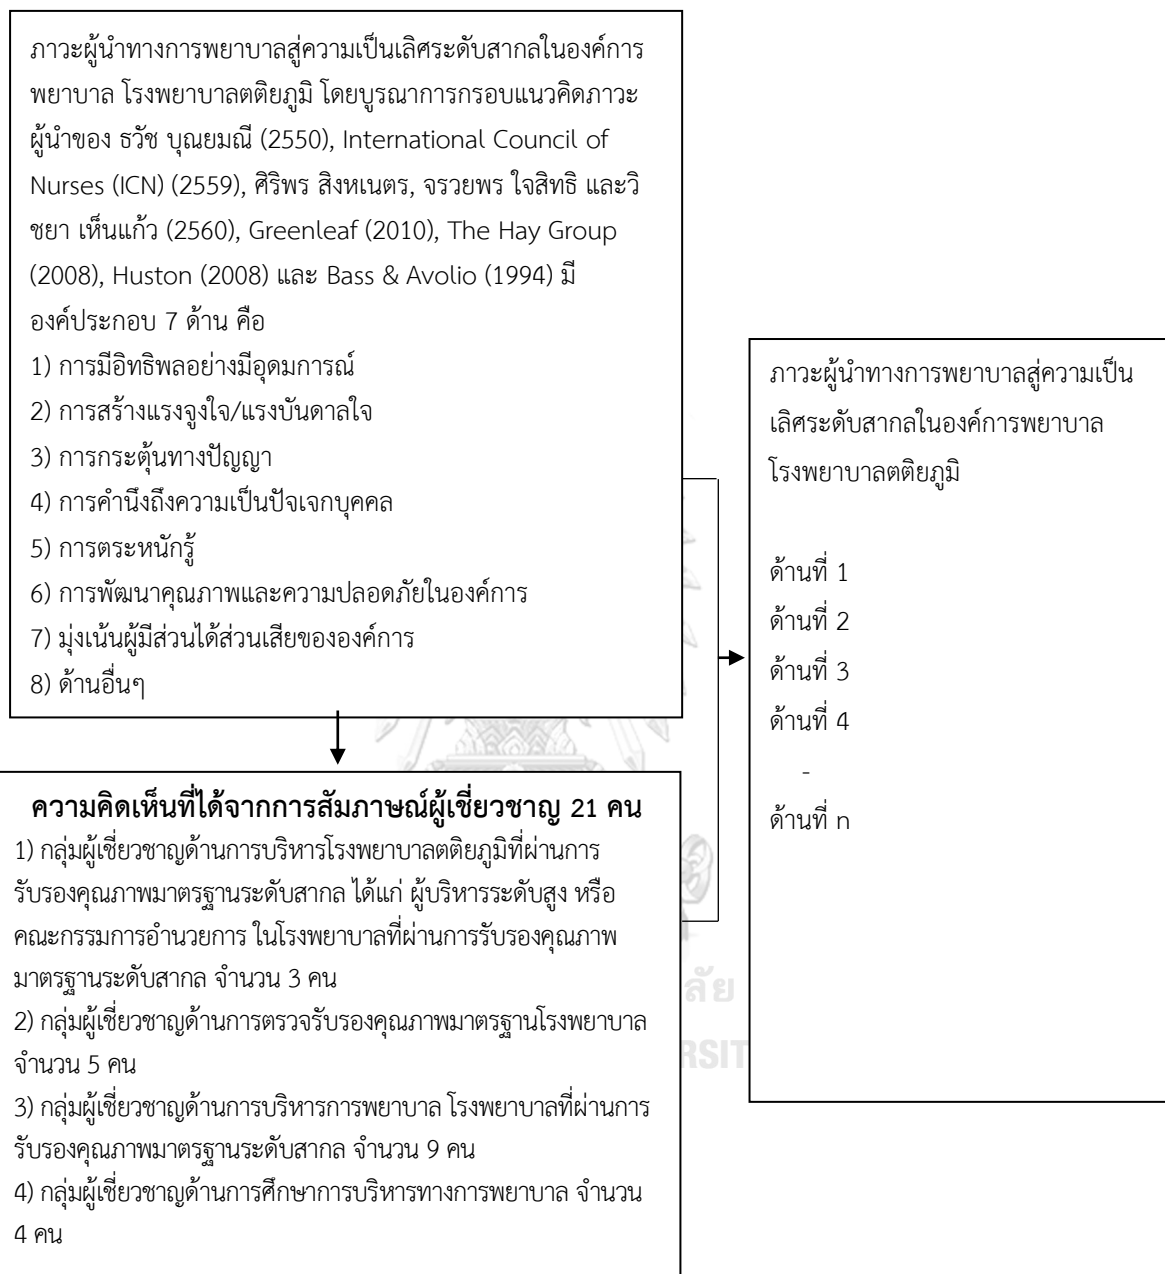 ภาวะผู้นำทางการพยาบาลสู่ความเป็นเลิศระดับสากลในองค์การ
พยาบาล โรงพยาบาลตติยภูมิ โดยบูรณาการกรอบแนวคิดภาวะ
ผู้นำของ ธวัช บุณยมณี (2550), International Council of
Nurses (ICN) (2559), ศิริพร สิงหเนตร, จรวยพร ใจสิทธิ และวิ
ชยา เห็นแก้ว (2560), Greenleaf (2010), The Hay Group
(2008), Huston (2008) และ Bass & Avolio (1994) มี
องค์ประกอบ 7 ด้าน คือ
1) การมีอิทธิพลอย่างมีอุดมการณ์
2) การสร้างแรงจูงใจ/แรงบันดาลใจ
3) การกระตุ้นทางปัญญา
4) การคำนึงถึงความเป็นปัจเจกบุคคล
5) การตระหนักรู้
6) การพัฒนาคุณภาพและความปลอดภัยในองค์การ
7) มุ่งเน้นผู้มีส่วนได้ส่วนเสียขององค์การ
8) ด้านอื่นๆ
ความคิดเห็นที่ได้จากการสัมภาษณ์ผู้เชี่ยวชาญ 21 คน
1) กลุ่มผู้เชี่ยวชาญด้านการบริหารโรงพยาบาลตติยภูมิที่ผ่านการ
รับรองคุณภาพมาตรฐานระดับสากล ได้แก่ ผู้บริหารระดับสูง หรือ
คณะกรรมการอำนวยการ ในโรงพยาบาลที่ผ่านการรับรองคุณภาพ
มาตรฐานระดับสากล จำนวน 3 คน
2) กลุ่มผู้เชี่ยวชาญด้านการตรวจรับรองคุณภาพมาตรฐานโรงพยาบาล
จำนวน 5 คน
3) กลุ่มผู้เชี่ยวชาญด้านการบริหารการพยาบาล โรงพยาบาลที่ผ่านการ
รับรองคุณภาพมาตรฐานระดับสากล จำนวน 9 คน
4) กลุ่มผู้เชี่ยวชาญด้านการศึกษาการบริหารทางการพยาบาล จำนวน
4 คน
ภาวะผู้นำทางการพยาบาลสู่ความเป็น
เลิศระดับสากลในองค์การพยาบาล
โรงพยาบาลตติยภูมิ
ด้านที่ 1
ด้านที่ 2
ด้านที่ 3
ด้านที่ 4
-
ด้านที่ n
ลัย
RSIT